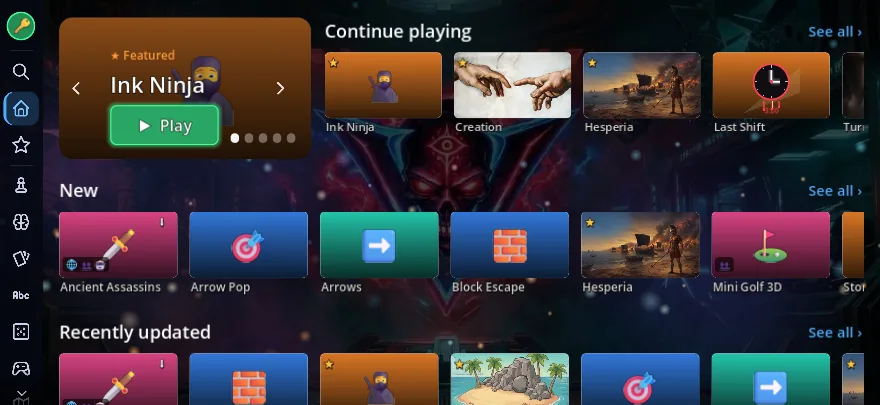 ★ Featured
Ink Ninja
Play
Continue playing
See all ›
Ink Ninja
Creation
Hesperia
Last Shift
New
See all ›
Ancient Assassins
Arrow Pop
Arrows
Block Escape
Hesperia
Mini Golf 3D
Recently updated
See all ›
Abc